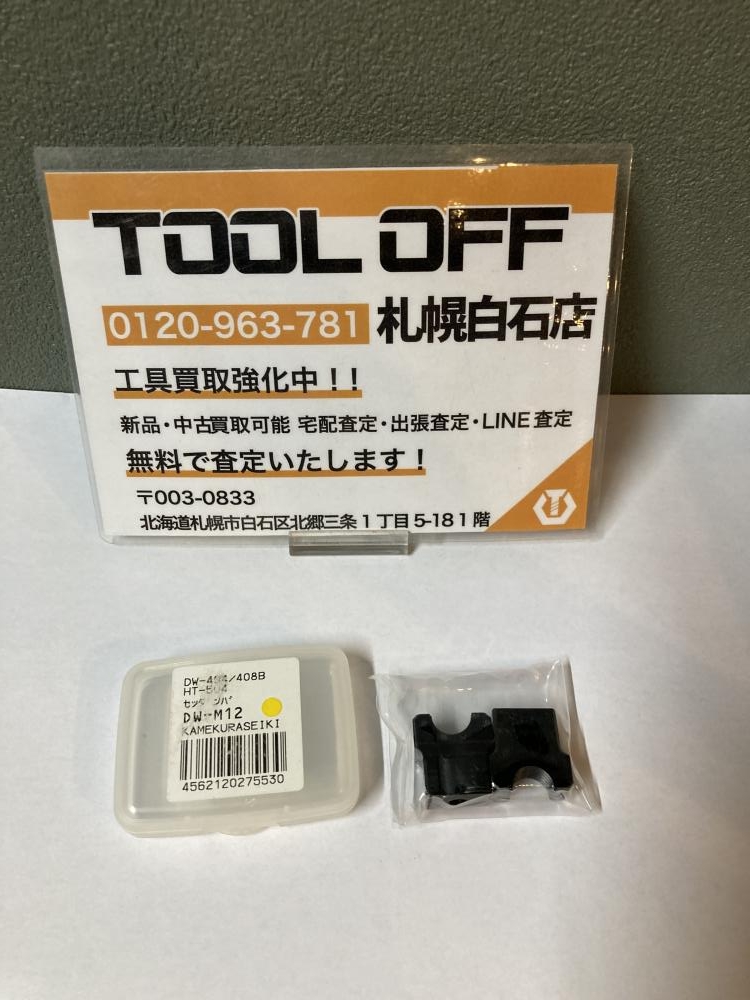 TOOL OFF
0120-963-781 札幌白石店
工具買取強化中！！
新品・中古買取可能 宅配査定・出張査定・LINE査定
無料で査定いたします！
〒003-0833
北海道札幌市白石区北郷三条1丁目5-18 1階
/408B
DW-M12
KAMEKURASEIKI
4562120275530